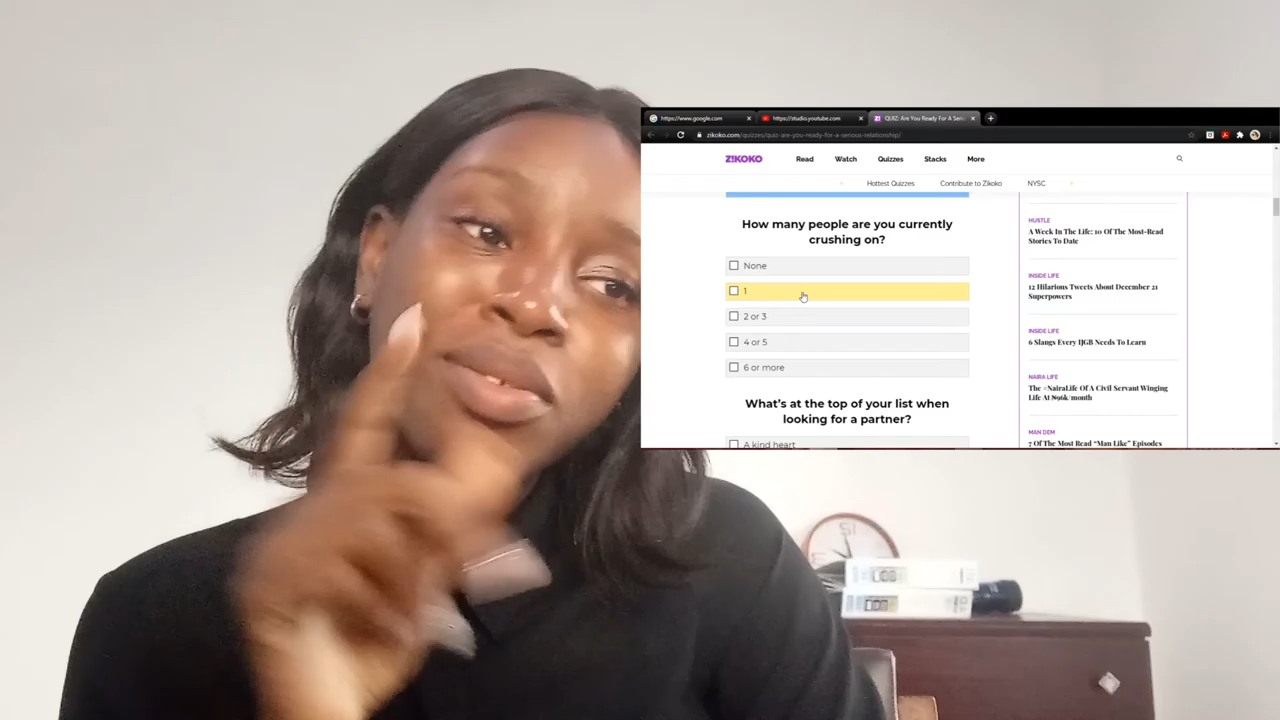 https://www.google.com
https://studio.youtube.com
QUIZ: Are You Ready For A Seri
zikoko.com/quizzes/quiz-are-you-ready-for-a-serious-relationship/
Z!KOKO
Read
Watch
Quizzes
Stacks
More
Hottest Quizzes
Contribute to Zikoko
NYSC
How many people are you currently
crushing on?
None
1
2 or 3
4 or 5
6 or more
What's at the top of your list when
looking for a partner?
A kind heart
HUSTLE
A Week In The Life: 10 Of The Most-Read
Stories To Date
INSIDE LIFE
12 Hilarious Tweets About December 21
Superpowers
INSIDE LIFE
6 Slangs Every IJGB Needs To Learn
NAIRA LIFE
The #NairaLife Of A Civil Servant Winging
Life At ₦96k/month
MAN DEM
7 Of The Most Read "Man Like" Episodes
12